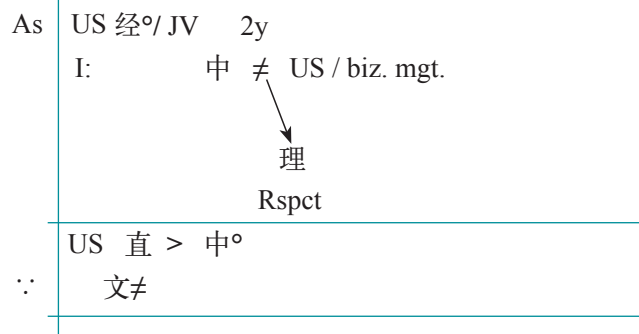 As US 经°/ JV 2y
I: 中 ≠ US / biz. mgt.
理
Rspct
US 直 > 中°
∵ 文≠